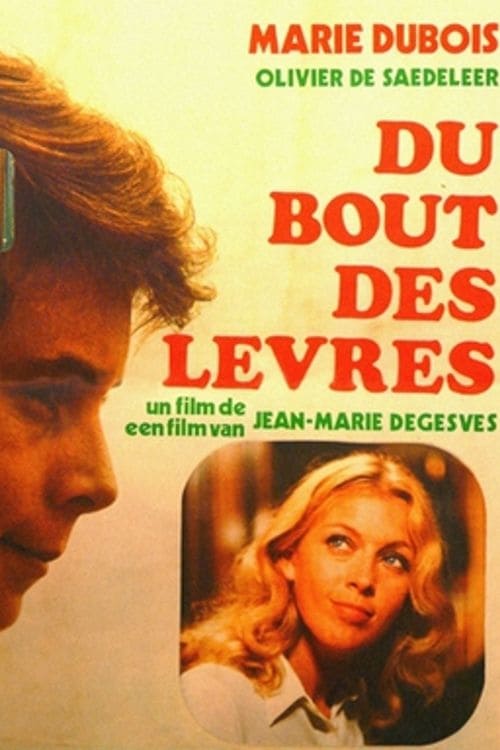 MARIE DUBOIS
OLIVIER DE SAEDELEER
DU
BOUT
DES
LEVRES
un film de
een film van JEAN-MARIE DEGESVES